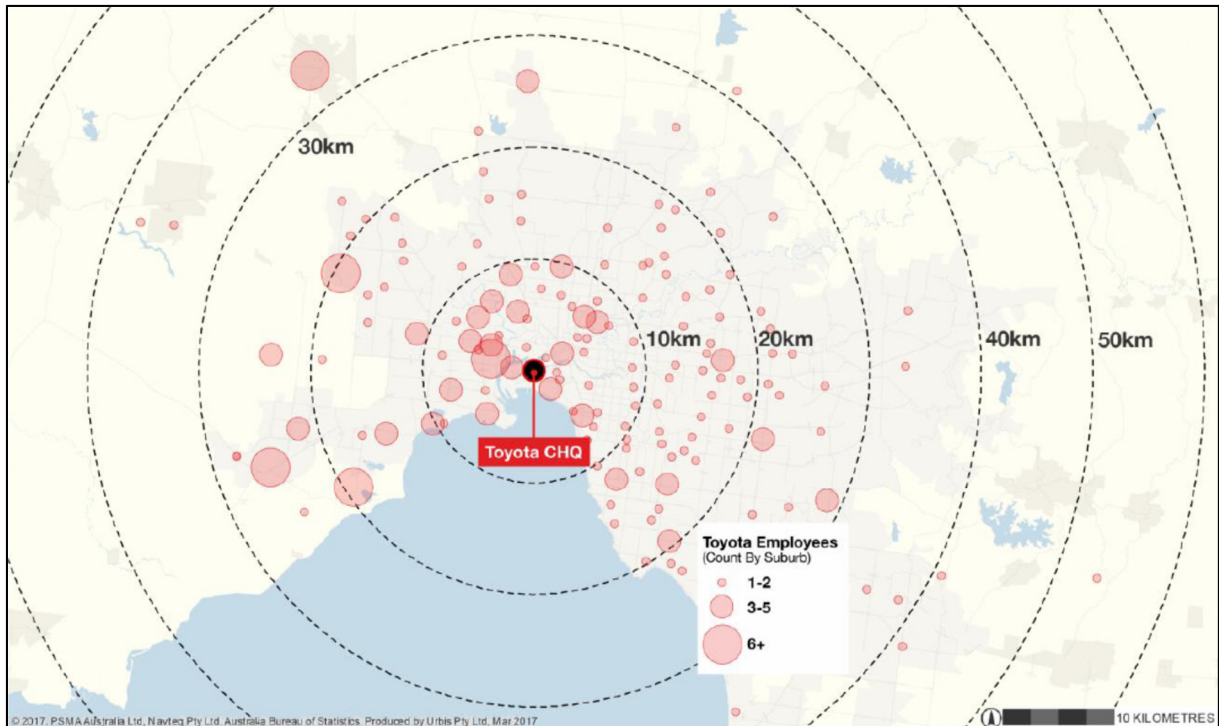 30km
10km
20km
40km
50km
Toyota CHQ
Toyota Employees
(Count By Suburb)
1-2
3-5
6+
© 2017. PSMA Australia Ltd, Navteq Pty Ltd, Australia Bureau of Statistics. Produced by Urbis Pty Ltd, Mar 2017
10 KILOMETRES